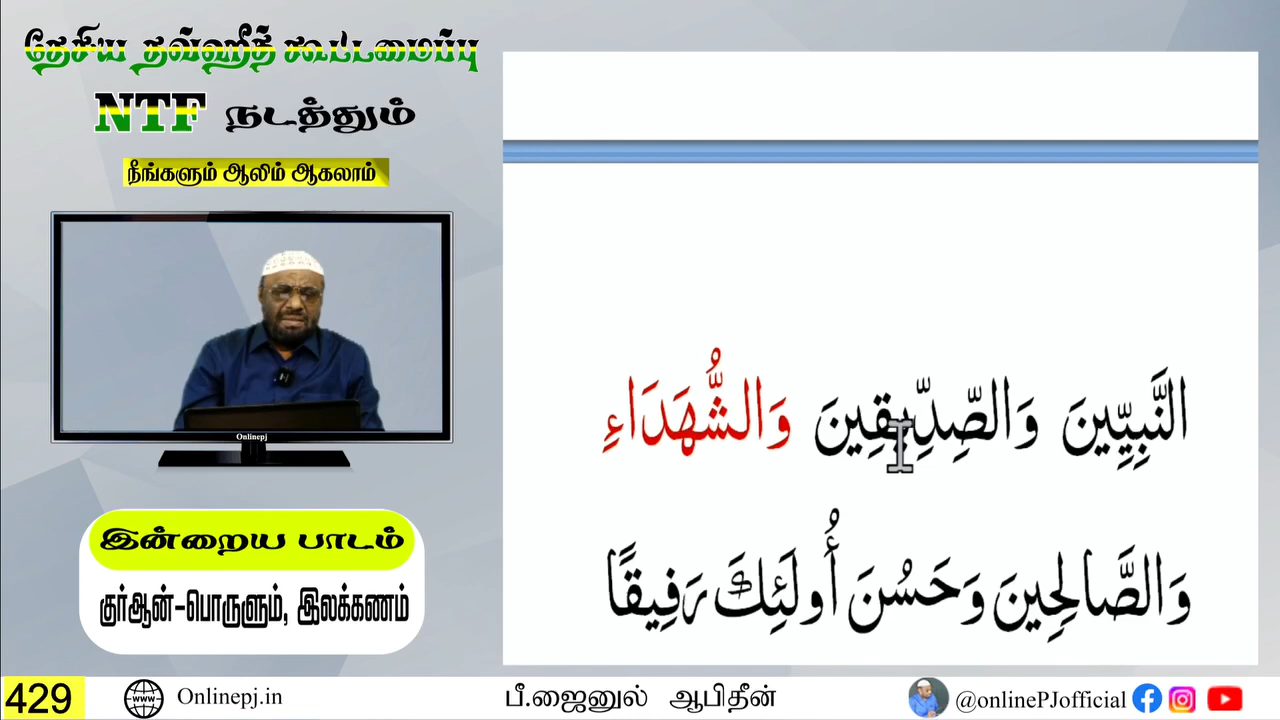 தேசிய தவ்ஹீத் கூட்டமைப்பு
NTF நடத்தும்
நீங்களும் ஆலிம் ஆகலாம்
Onlinepj
இன்றைய பாடம்
குர்ஆன்-பொருளும், இலக்கணம்
النَّبِيِّينَ وَالصِّدِّيقِينَ وَالشُّهَدَاءِ
وَالصَّالِحِينَ وَحَسُنَ أُولَئِكَ رَفِيقًا
429 Onlinepj.in பீ.ஜைனுல் ஆபிதீன் @onlinePJofficial